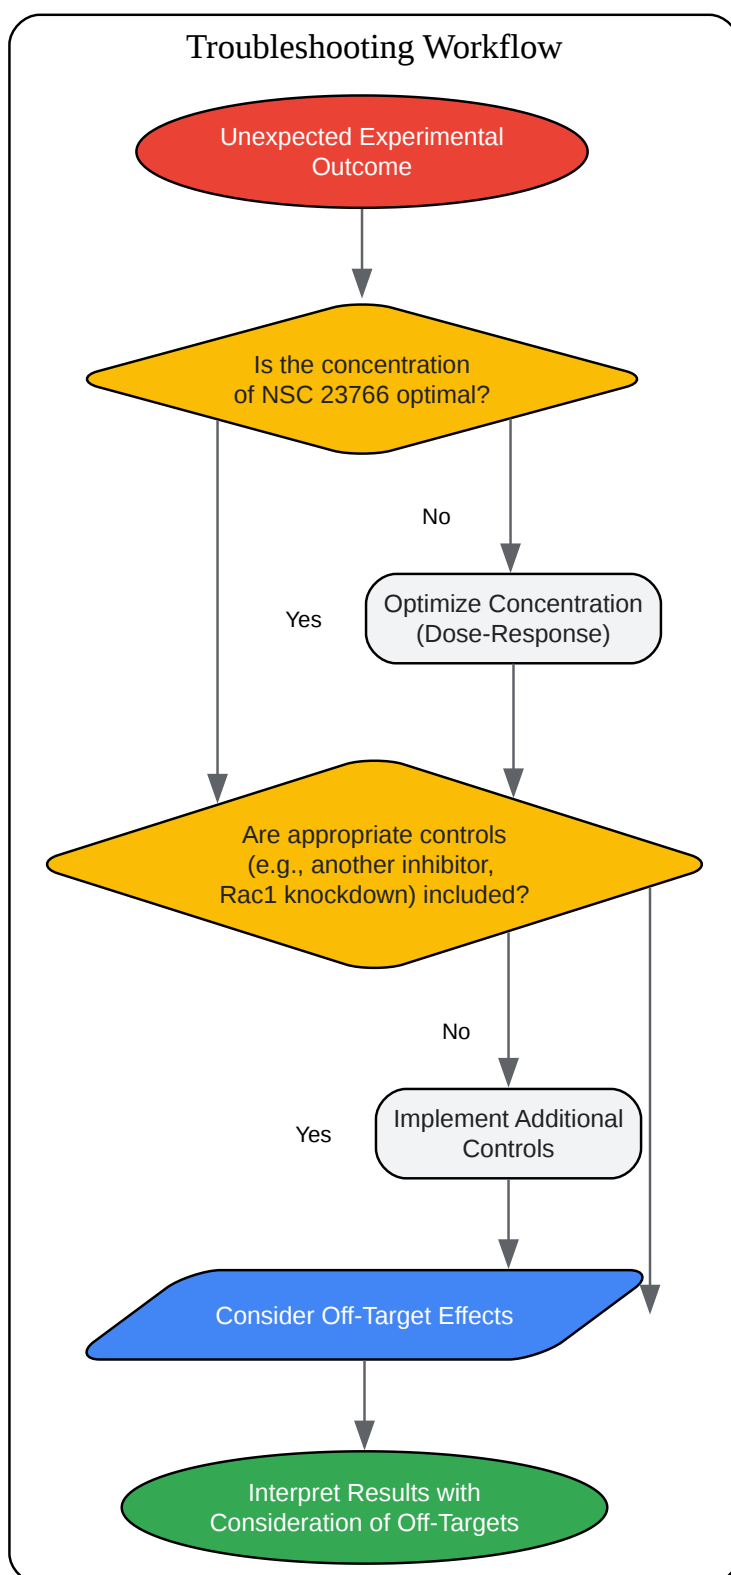 Troubleshooting Workflow
Unexpected Experimental
Outcome
Is the concentration
of NSC 23766 optimal?
No
Optimize Concentration
(Dose-Response)
Yes
Are appropriate controls
(e.g., another inhibitor,
Rac1 knockdown) included?
No
Implement Additional
Controls
Yes
Consider Off-Target Effects
Interpret Results with
Consideration of Off-Targets